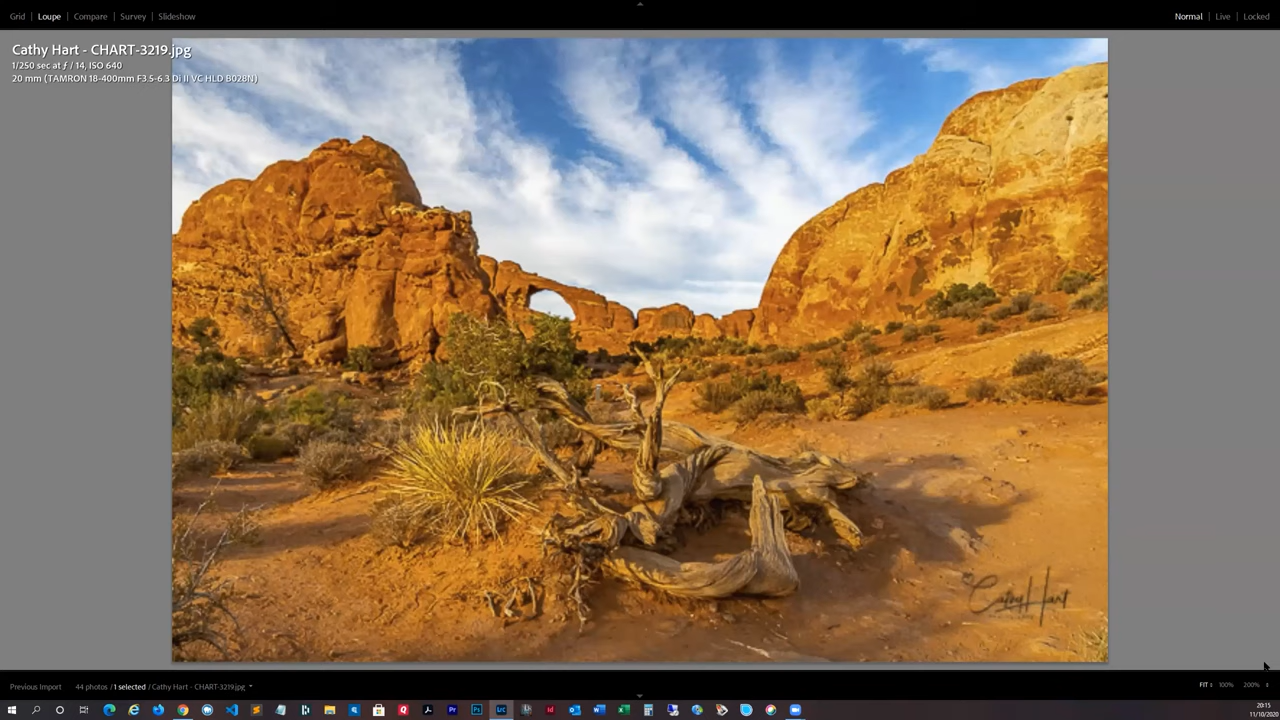 Grid | Loupe | Compare | Survey | Slideshow
Normal | Live | Locked
Cathy Hart - CHART-3219.jpg
1/250 sec at ƒ / 14, ISO 640
20 mm (TAMRON 18-400mm F3.5-6.3 Di II VC HLD B028N)
Cathy Hart
Previous Import 44 photos / 1 selected / Cathy Hart - CHART-3219.jpg
FIT 100% 200%
20:15
11/10/2020